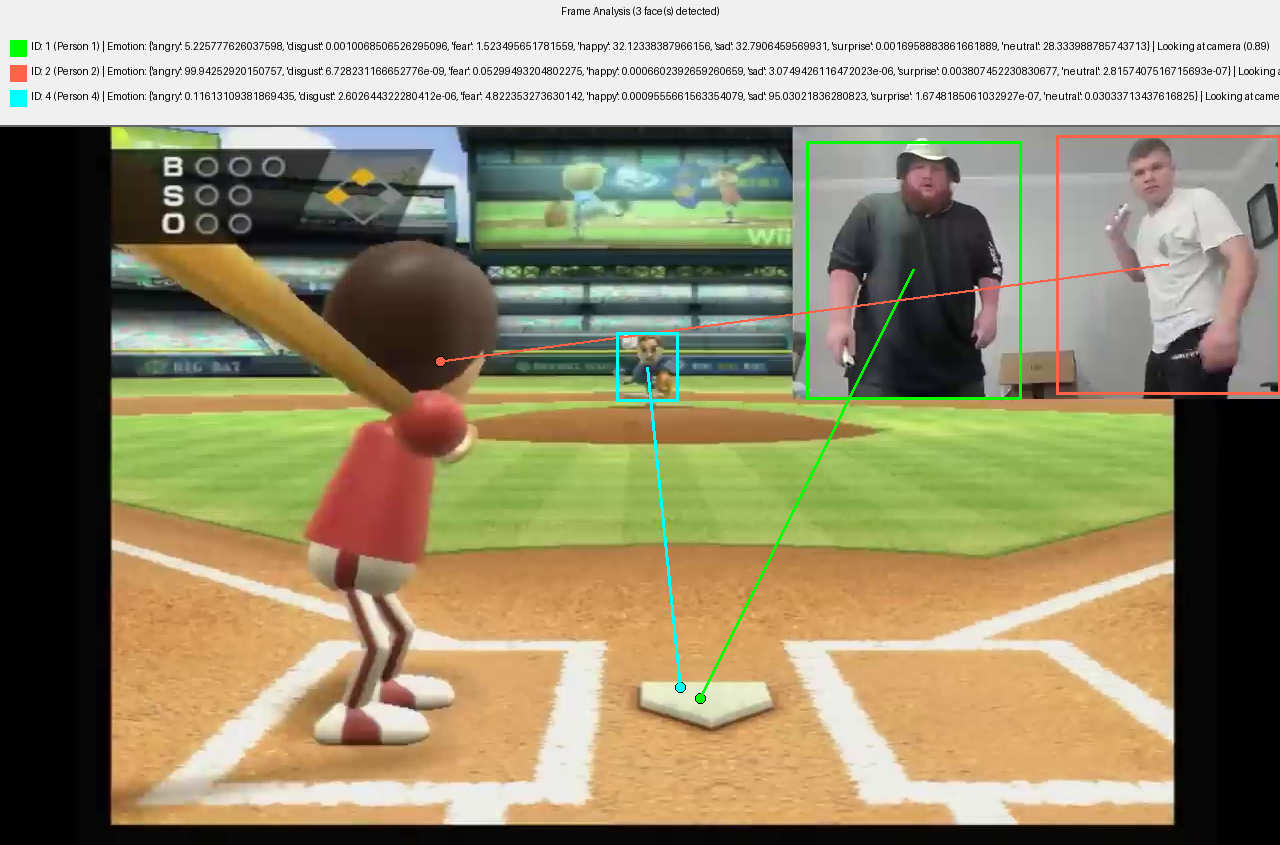 Frame Analysis (3 face(s) detected)
ID: 1 (Person 1) | Emotion: {'angry': 5.225777626037598, 'disgust': 0.0010068506526295096, 'fear': 1.523495651781559, 'happy': 32.12338387966156, 'sad': 32.7906459569931, 'surprise': 0.0016958883861661889, 'neutral': 28.333988785743713} | Looking at camera (0.89)
ID: 2 (Person 2) | Emotion: {'angry': 99.94252920150757, 'disgust': 6.728231166652776e-09, 'fear': 0.05299493204802275, 'happy': 0.0006602392659260659, 'sad': 3.0749426116472023e-06, 'surprise': 0.003807452230830677, 'neutral': 2.8157407516715693e-07} | Looking
ID: 4 (Person 4) | Emotion: {'angry': 0.11613109381869435, 'disgust': 2.602644322280412e-06, 'fear': 4.822353273630142, 'happy': 0.0009555661563354079, 'sad': 95.03021836280823, 'surprise': 1.6748185061032927e-07, 'neutral': 0.03033713437616825} | Looking at came
B
S
O
Wii
BIG BAT